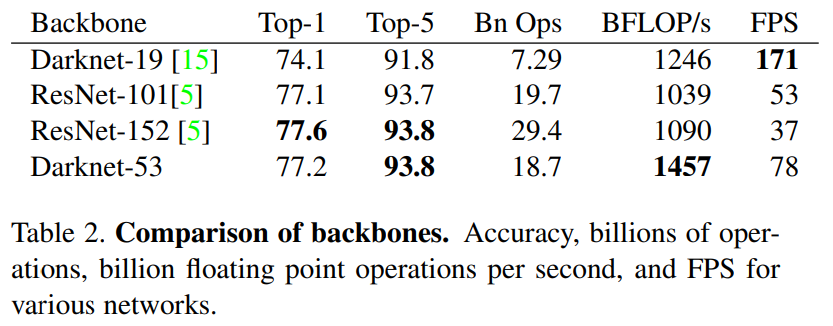 Backbone Top-1 Top-5 Bn Ops BFLOP/s FPS
Darknet-19 [15] 74.1 91.8 7.29 1246 171
ResNet-101[5] 77.1 93.7 19.7 1039 53
ResNet-152 [5] 77.6 93.8 29.4 1090 37
Darknet-53 77.2 93.8 18.7 1457 78
Table 2. Comparison of backbones. Accuracy, billions of oper-
ations, billion floating point operations per second, and FPS for
various networks.